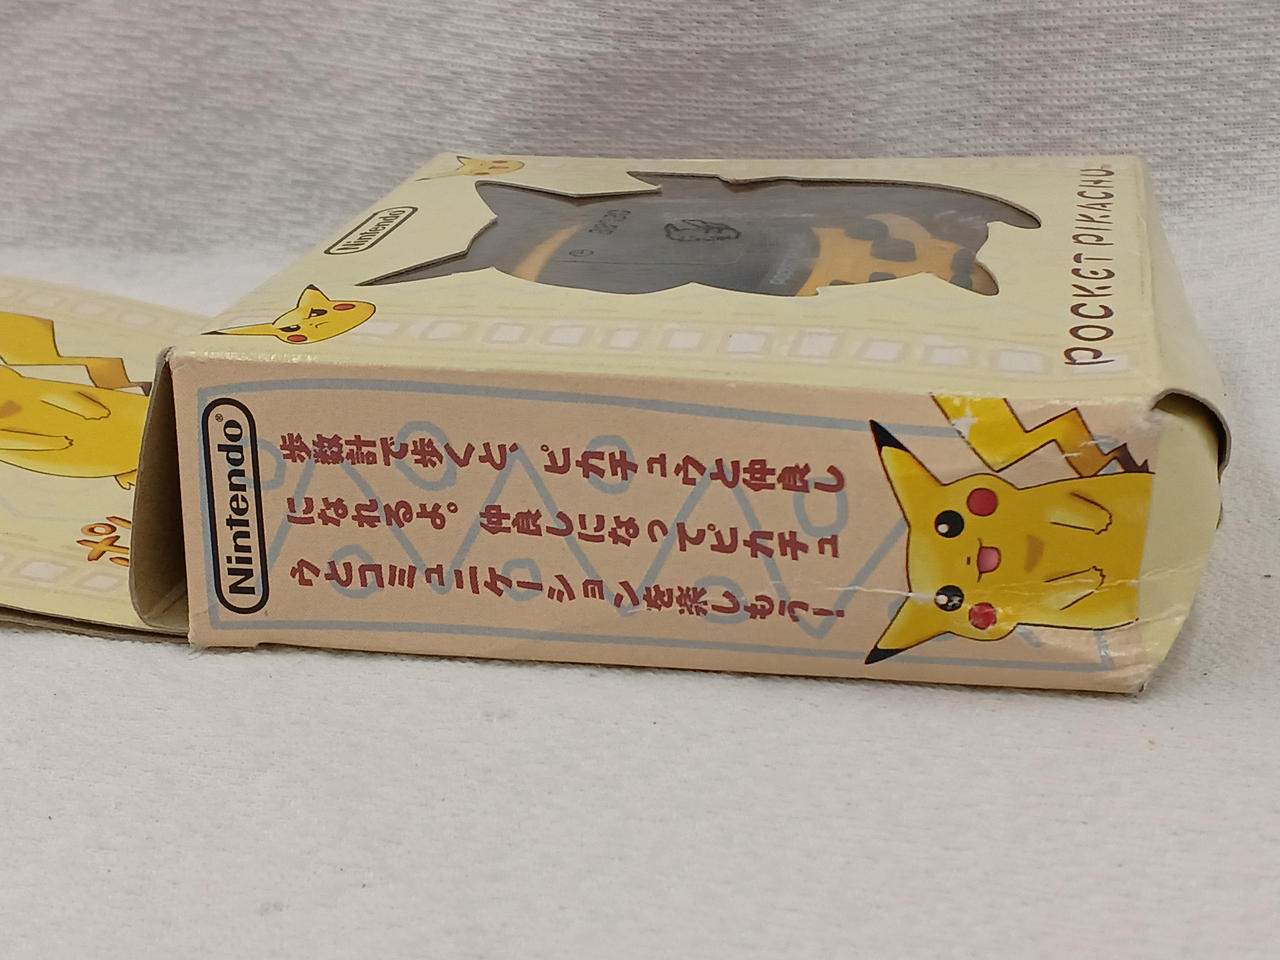 Nintendo
POCKET PIKACHU
Nintendo®
歩数計で歩くと、ピカチュウと仲良し
になれるよ。仲良しになってピカチュ
ウとコミュニケーションを楽しもう!
ポ